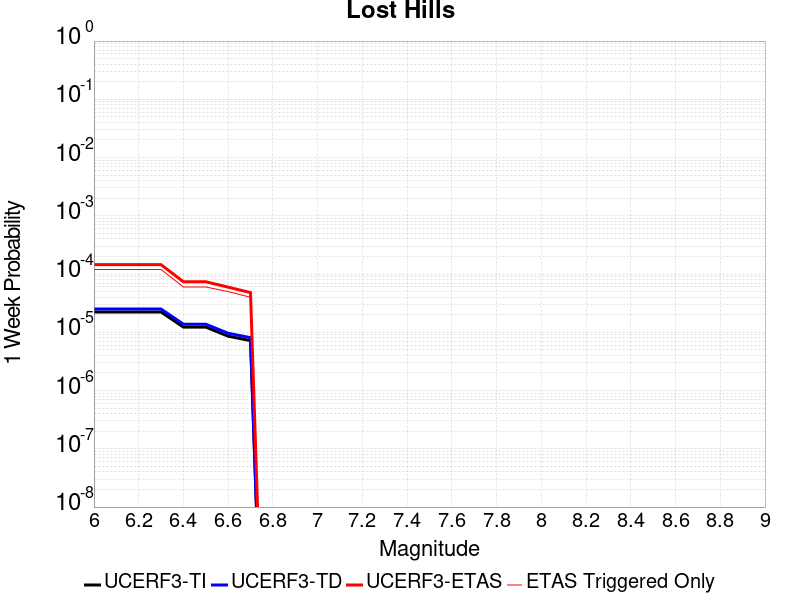 Lost Hills
1 Week Probability
10^0
10^-1
10^-2
10^-3
10^-4
10^-5
10^-6
10^-7
10^-8
6 6.2 6.4 6.6 6.8 7 7.2 7.4 7.6 7.8 8 8.2 8.4 8.6 8.8 9
Magnitude
UCERF3-TI UCERF3-TD UCERF3-ETAS ETAS Triggered Only